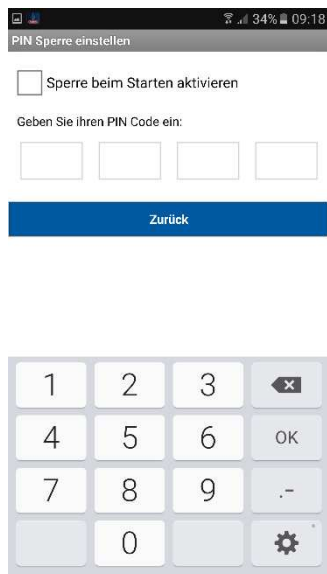 34% 09:18
PIN Sperre einstellen
Sperre beim Starten aktivieren
Geben Sie ihren PIN Code ein:
Zurück
1 2 3
4 5 6 OK
7 8 9 .-
0